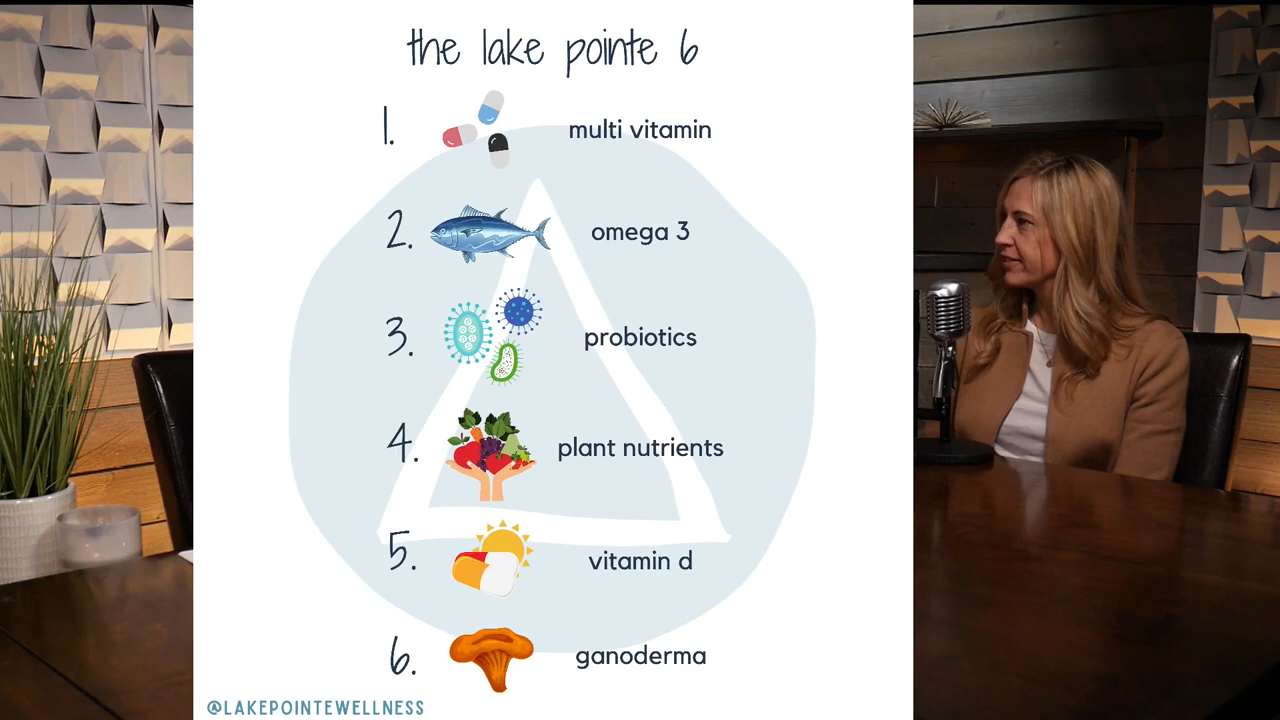 the lake pointe 6
1. multi vitamin
2. omega 3
3. probiotics
4. plant nutrients
5. vitamin d
6. ganoderma
@LAKEPOINTEWELLNESS